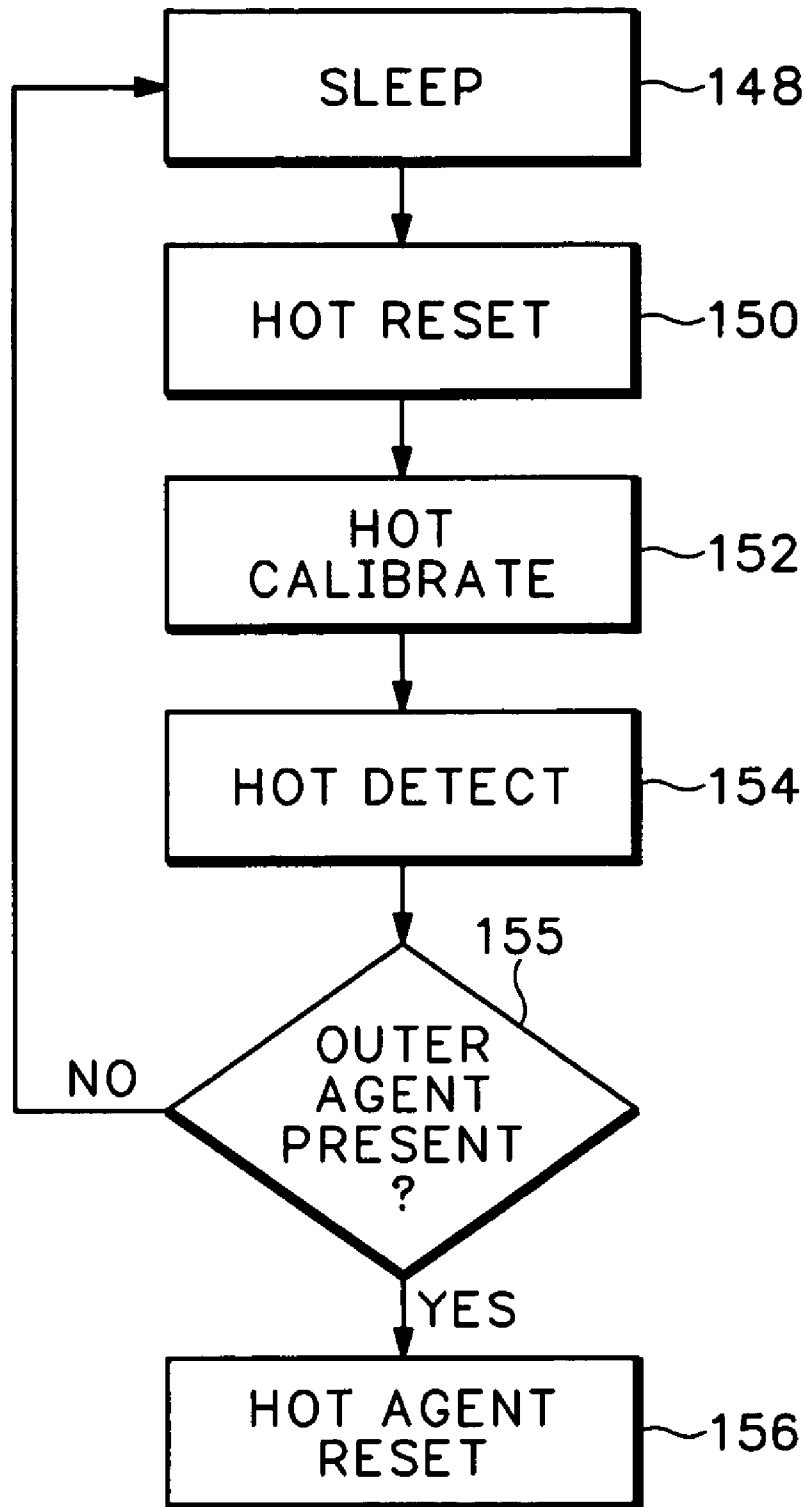 SLEEP
148
HOT RESET
150
HOT
CALIBRATE
152
HOT DETECT
154
155
OUTER
AGENT
PRESENT
?
NO
YES
HOT AGENT
RESET
156